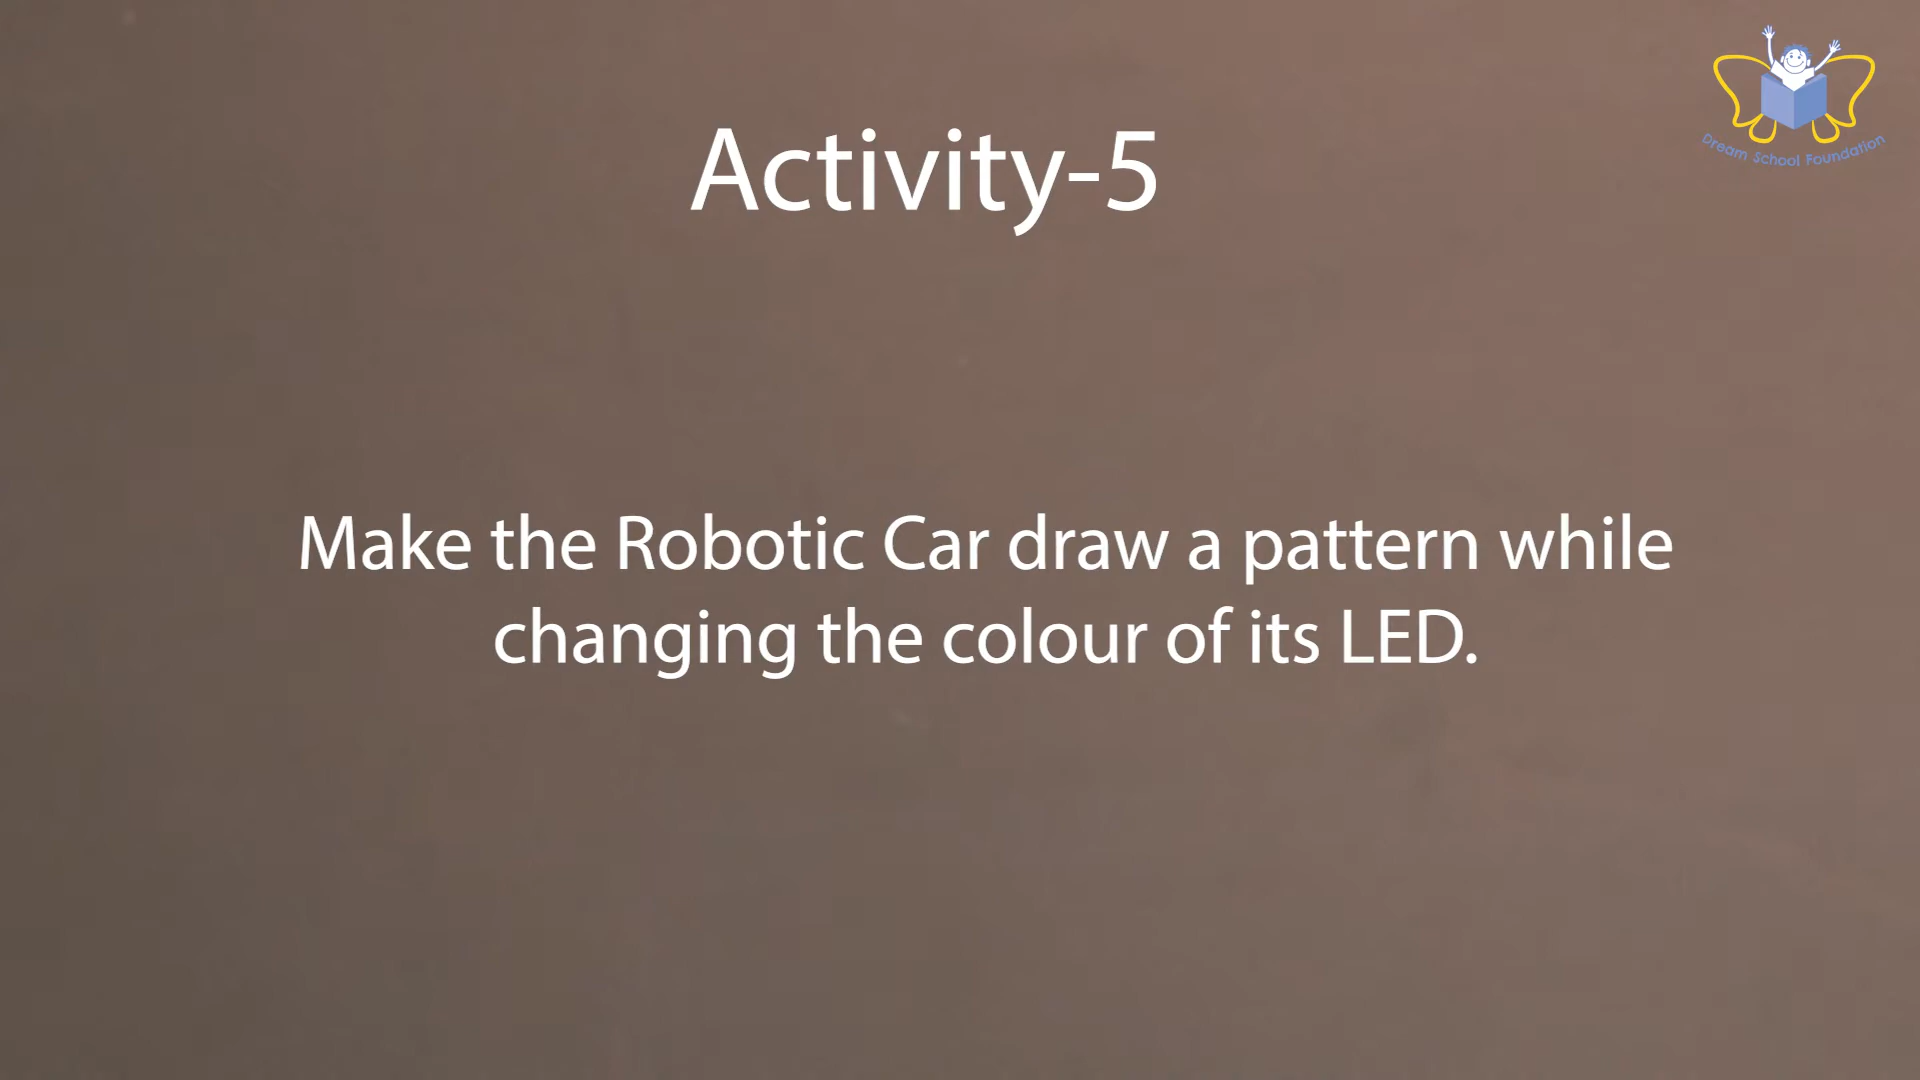 Dream School Foundation
Activity-5
Make the Robotic Car draw a pattern while
changing the colour of its LED.